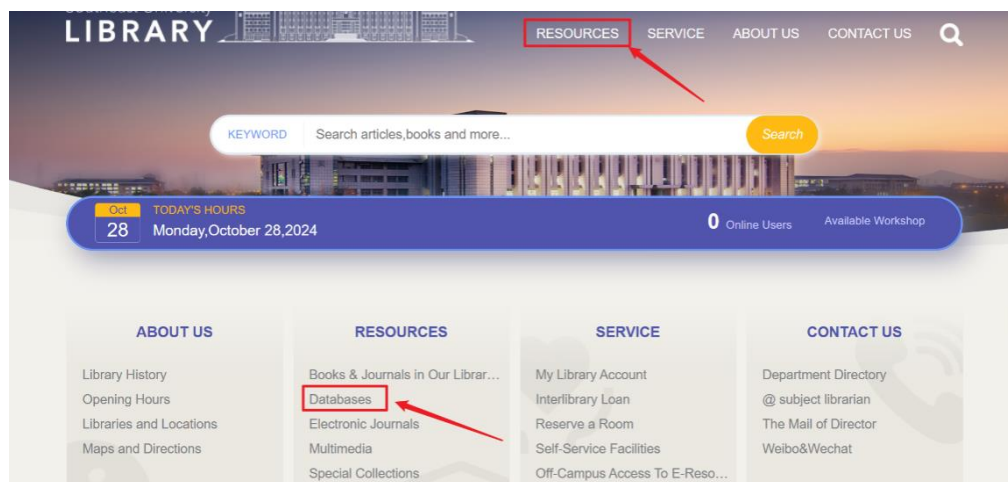 LIBRARY
RESOURCES SERVICE ABOUT US CONTACT US
KEYWORD Search articles,books and more... Search
Oct
28
TODAY'S HOURS
Monday,October 28,2024
0 Online Users Available Workshop
ABOUT US
Library History
Opening Hours
Libraries and Locations
Maps and Directions
RESOURCES
Books & Journals in Our Librar...
Databases
Electronic Journals
Multimedia
Special Collections
SERVICE
My Library Account
Interlibrary Loan
Reserve a Room
Self-Service Facilities
Off-Campus Access To E-Reso...
CONTACT US
Department Directory
@ subject librarian
The Mail of Director
Weibo&Wechat